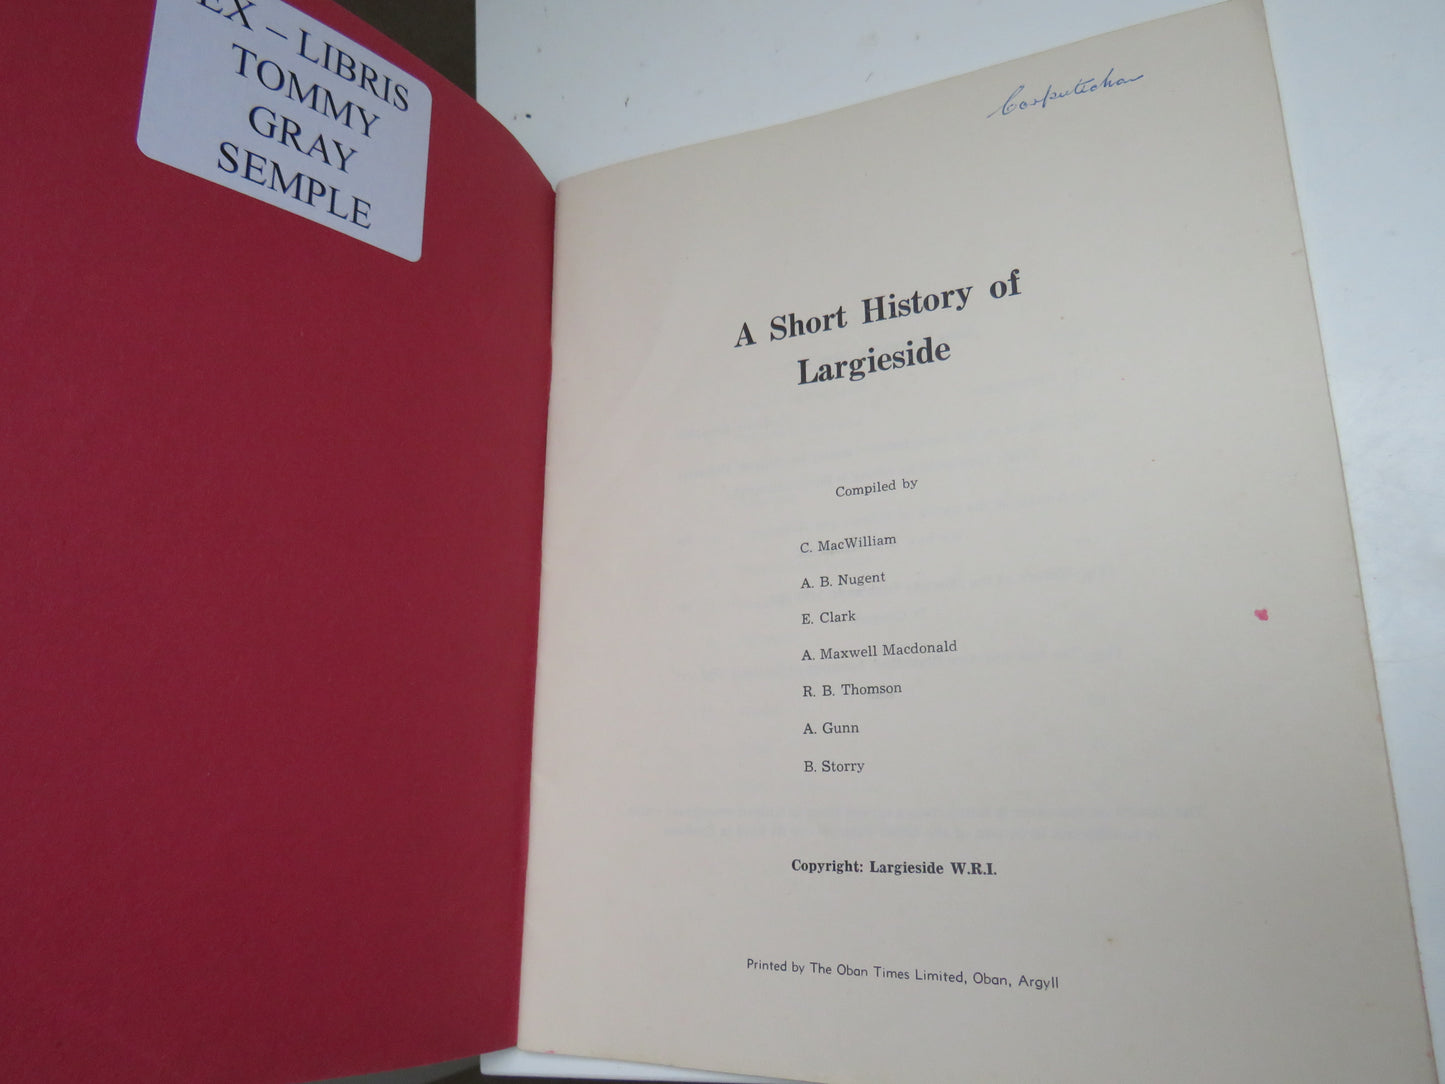 EX – LIBRIS
TOMMY
GRAY
SEMPLE
A Short History of
Largieside
Compiled by
C. MacWilliam
A. B. Nugent
E. Clark
A. Maxwell Macdonald
R. B. Thomson
A. Gunn
B. Storry
Copyright: Largieside W.R.I.
Printed by The Oban Times Limited, Oban, Argyll